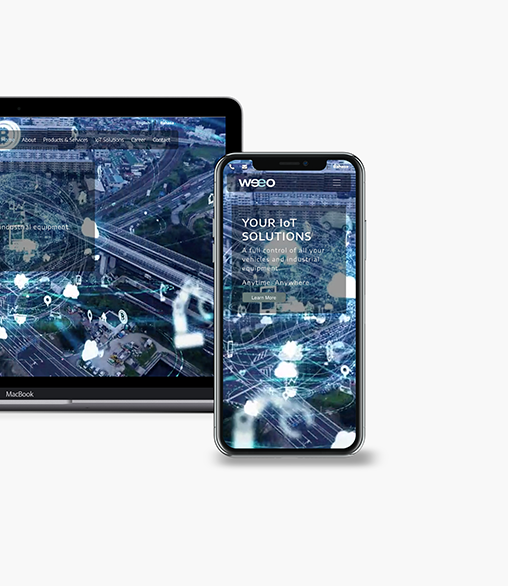 About Products & Services IoT Solutions Career Contact
industrial equipment
MacBook
weeo
YOUR IoT
SOLUTIONS
A full control of all your
vehicles and industrial
equipment
Anytime. Anywhere
Learn More